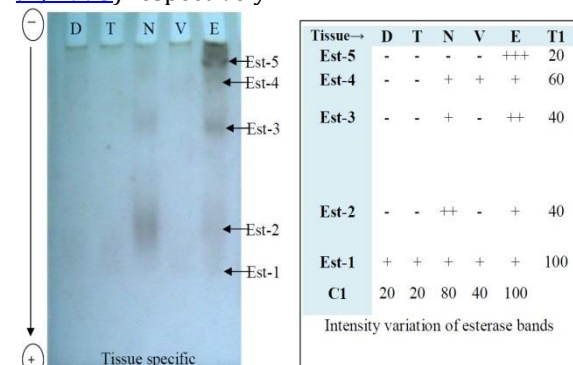 respectively
−
D T N V E
Est-5
Est-4
Est-3
Est-2
Est-1
+
Tissue specific
Tissue→ D T N V E T1
Est-5 - - - - +++ 20
Est-4 - - + + + 60
Est-3 - - + - ++ 40
Est-2 - - ++ - + 40
Est-1 + + + + + 100
C1 20 20 80 40 100
Intensity variation of esterase bands